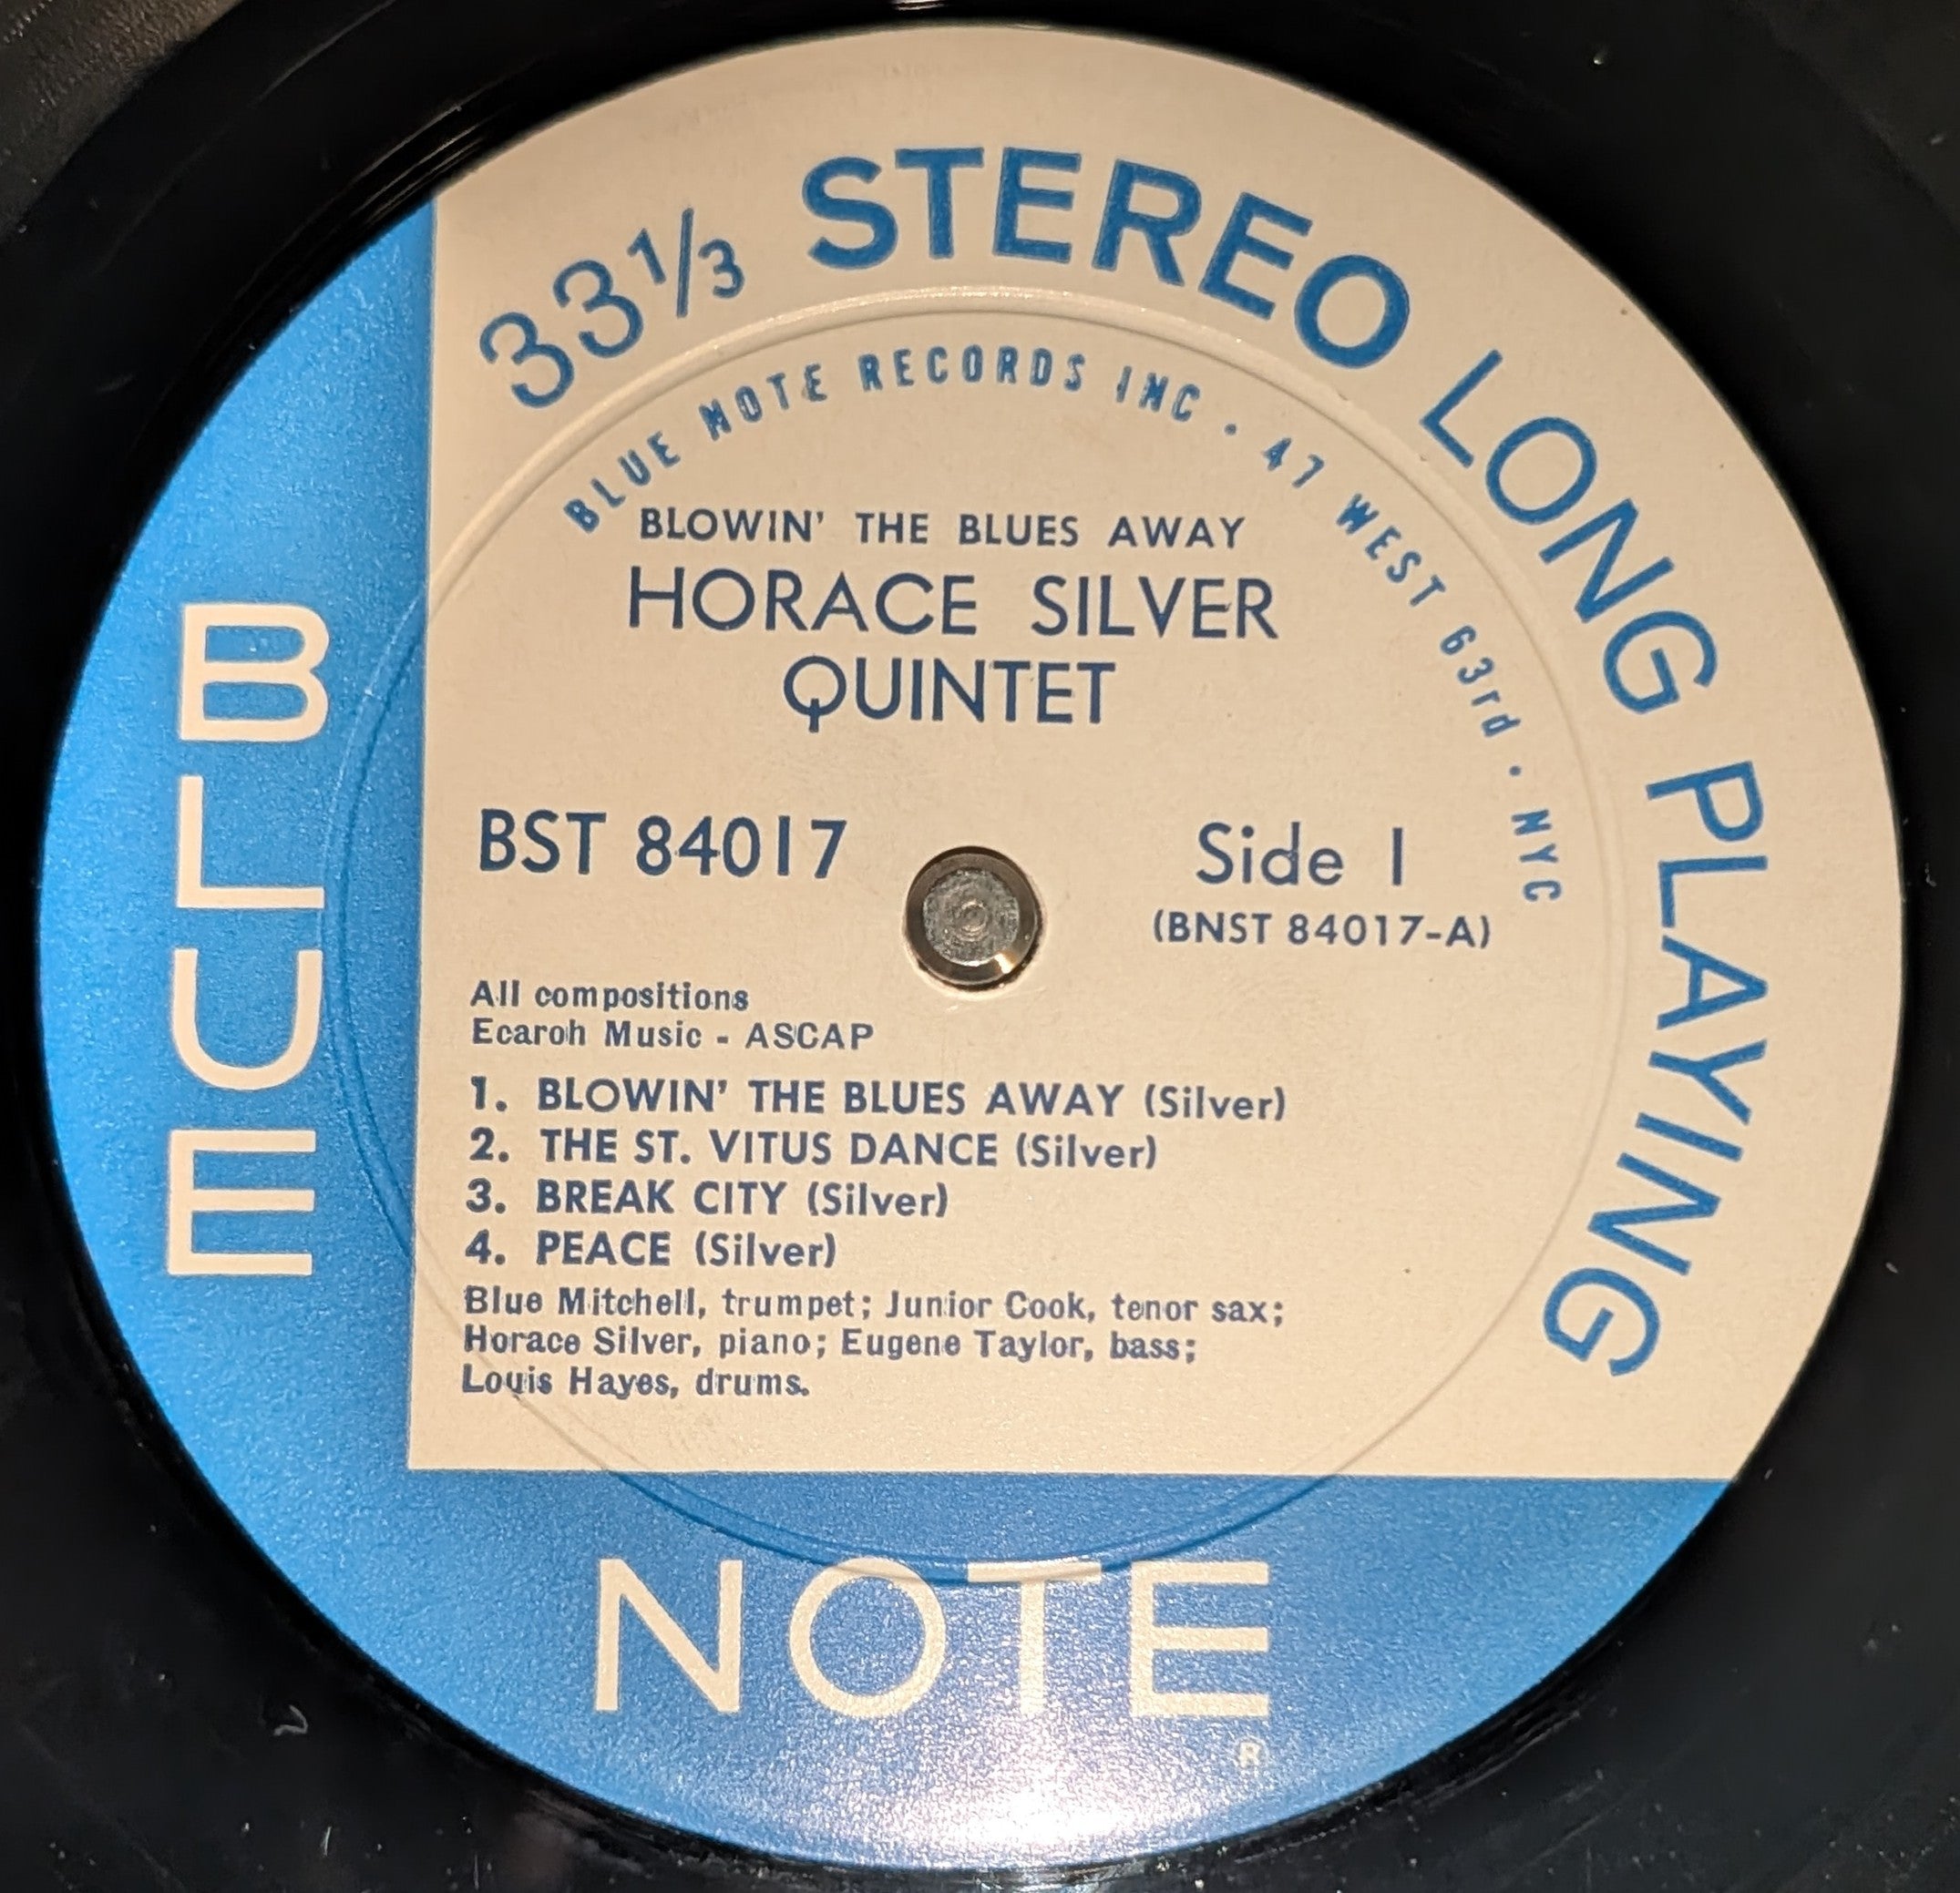 33⅓ STEREO LONG PLAYING
BLUE NOTE RECORDS INC · 47 WEST 63rd · NYC
BLOWIN' THE BLUES AWAY
HORACE SILVER
QUINTET
BST 84017
Side 1
(BNST 84017-A)
All compositions
Ecaroh Music - ASCAP
1. BLOWIN' THE BLUES AWAY (Silver)
2. THE ST. VITUS DANCE (Silver)
3. BREAK CITY (Silver)
4. PEACE (Silver)
Blue Mitchell, trumpet; Junior Cook, tenor sax;
Horace Silver, piano; Eugene Taylor, bass;
Louis Hayes, drums.
BLUE
NOTE
®